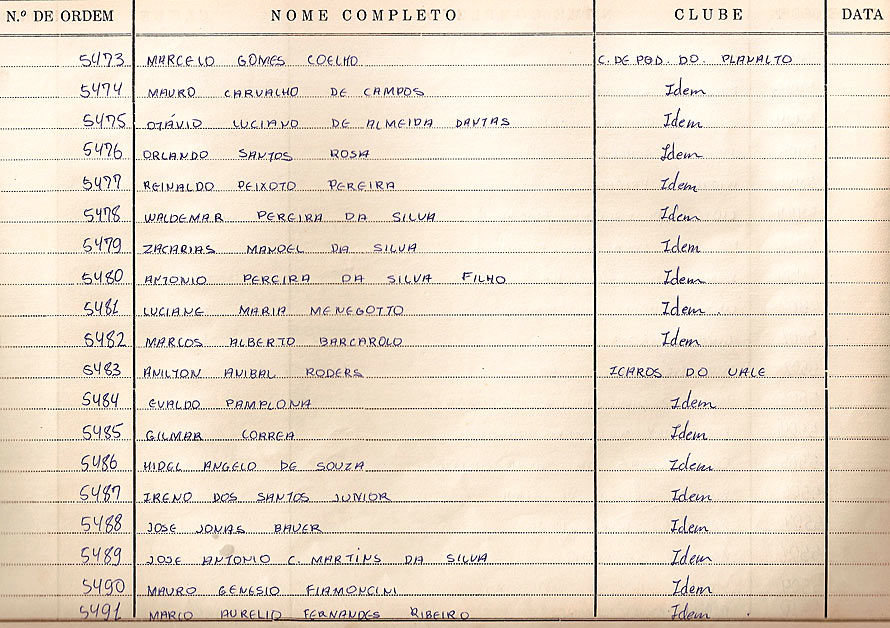 N.º DE ORDEM NOME COMPLETO CLUBE DATA
5473 MARCELO GOMES COELHO C. DE PQD. DO. PLANALTO
5474 MAURO CARVALHO DE CAMPOS Idem
5475 OTÁVIO LUCIANO DE ALMEIDA DANTAS Idem
5476 ORLANDO SANTOS ROSA Idem
5477 REINALDO PEIXOTO PEREIRA Idem
5478 WALDEMAR PEREIRA DA SILVA Idem
5479 ZACARIAS MANOEL DA SILVA Idem
5480 ANTONIO PEREIRA DA SILVA FILHO Idem
5481 LUCIANE MARIA MENEGOTTO Idem
5482 MARCOS ALBERTO BARCAROLO Idem
5483 ANILTON ANIBAL RODERS ICAROS DO VALE
5484 EVALDO PAMPLONA Idem
5485 GILMAR CORREA Idem
5486 HIDEL ANGELO DE SOUZA Idem
5487 IRENO DOS SANTOS JUNIOR Idem
5488 JOSE JONAS BAUER Idem
5489 JOSE ANTONIO C. MARTINS DA SILVA Idem
5490 MAURO GENESIO FIAMONCINI Idem
5491 MARCO AURELIO FERNANDES RIBEIRO Idem